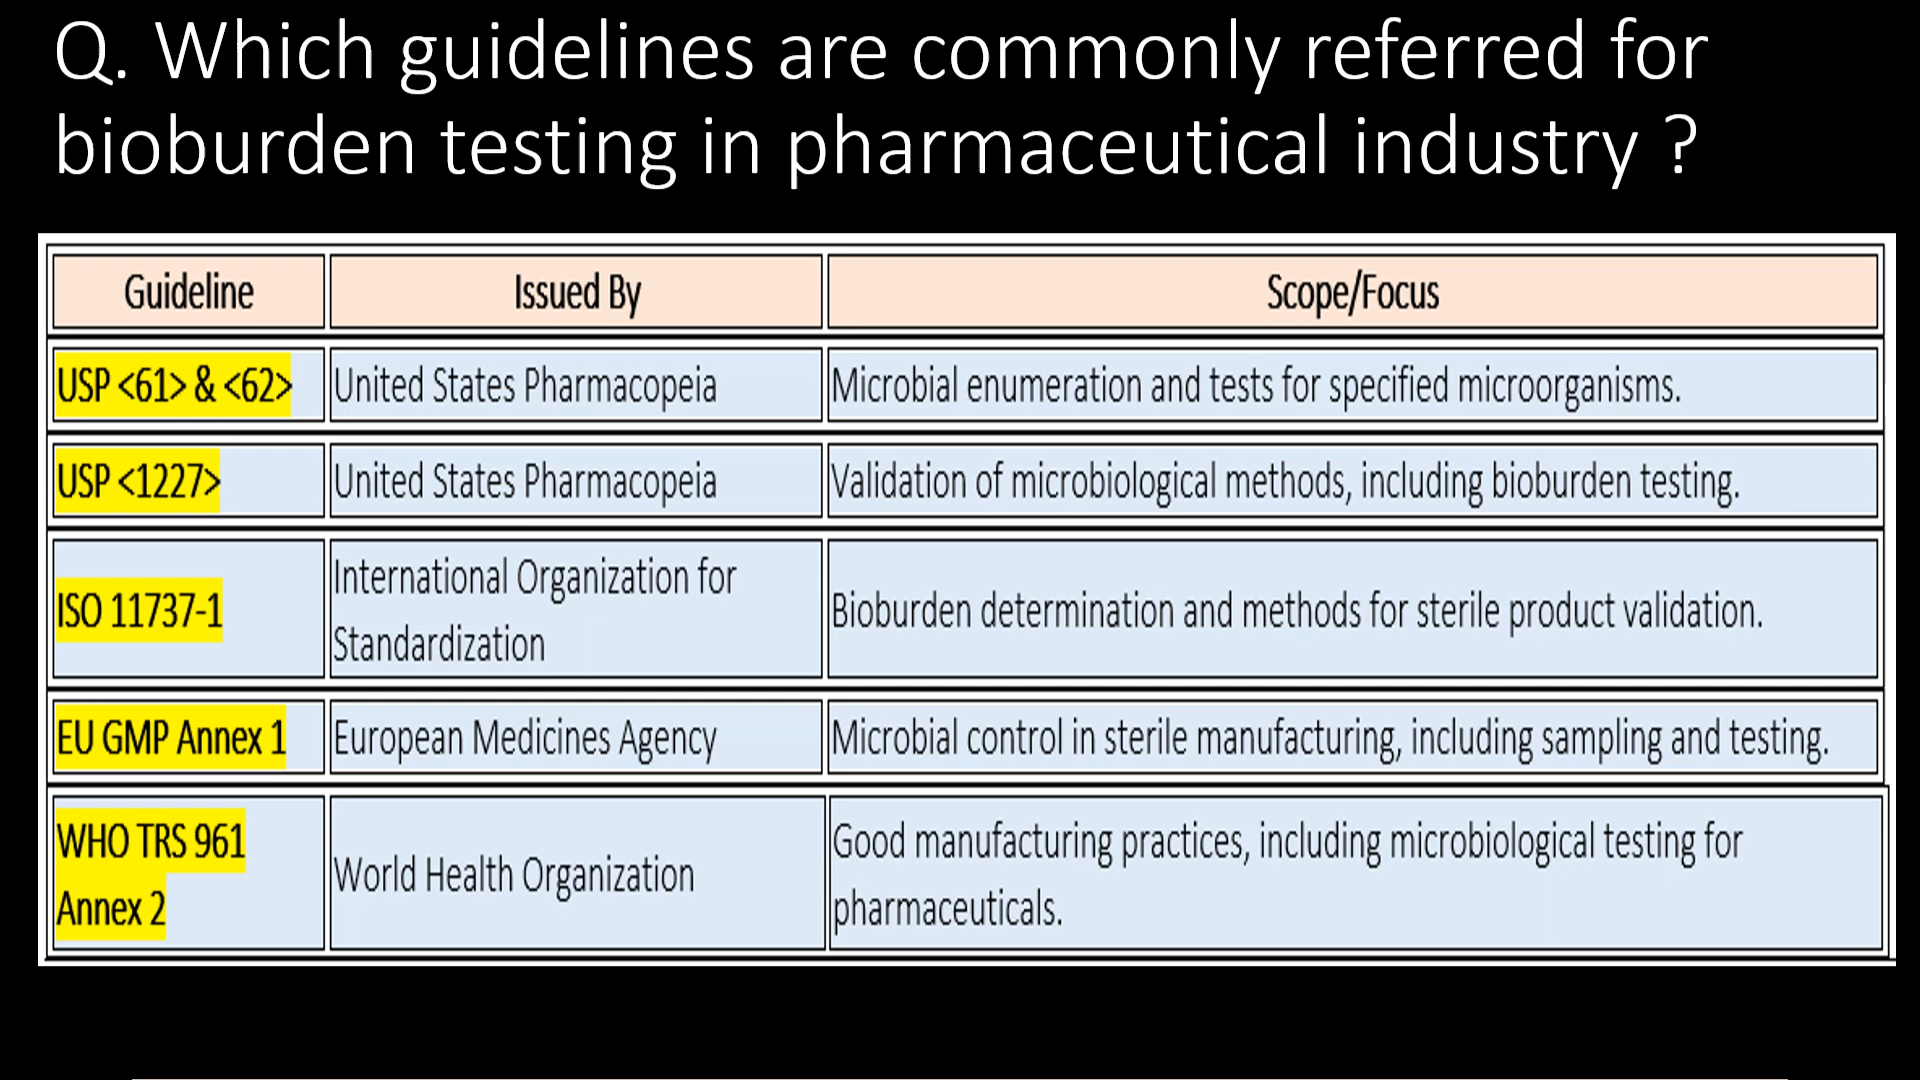 Q. Which guidelines are commonly referred for
bioburden testing in pharmaceutical industry ?
Guideline
Issued By
Scope/Focus
USP <61> & <62>
United States Pharmacopeia
Microbial enumeration and tests for specified microorganisms.
USP <1227>
United States Pharmacopeia
Validation of microbiological methods, including bioburden testing.
ISO 11737-1
International Organization for
Standardization
Bioburden determination and methods for sterile product validation.
EU GMP Annex 1
European Medicines Agency
Microbial control in sterile manufacturing, including sampling and testing.
WHO TRS 961
Annex 2
World Health Organization
Good manufacturing practices, including microbiological testing for
pharmaceuticals.